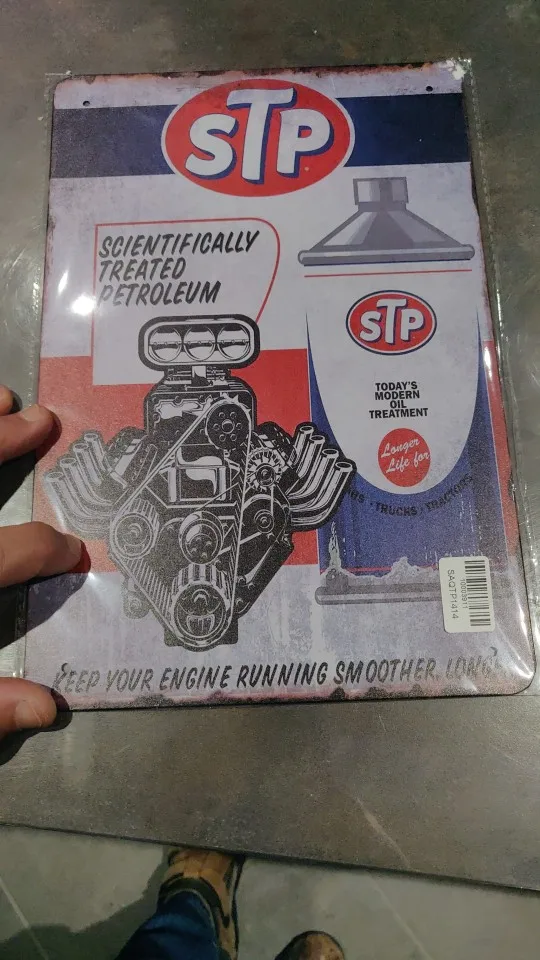 STP
SCIENTIFICALLY
TREATED
PETROLEUM
STP
TODAY'S
MODERN
OIL
TREATMENT
Longer
Life for
• TRUCKS • TRACTORS
10003911
SAQTP1414
KEEP YOUR ENGINE RUNNING SMOOTHER, LONG